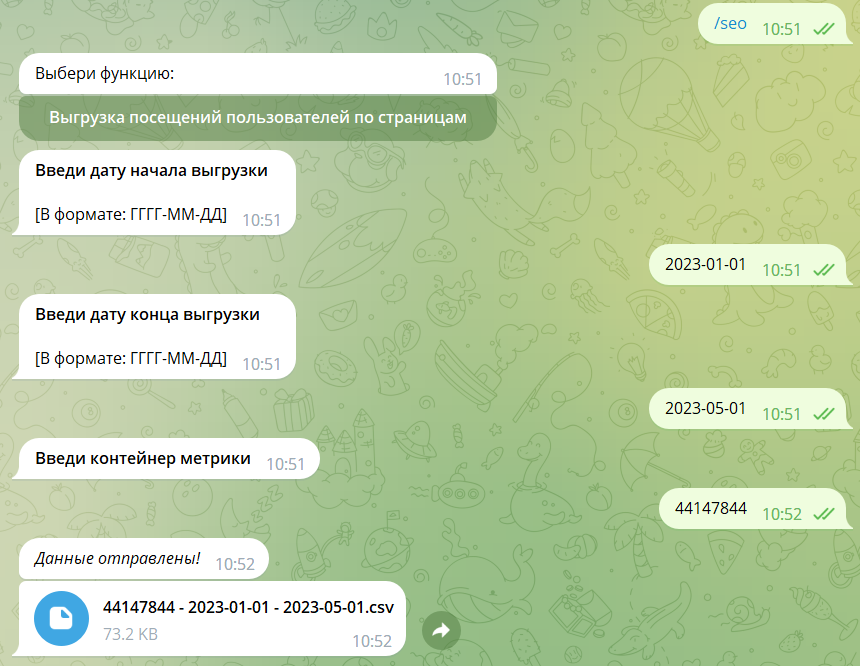 /seo 10:51
Выбери функцию: 10:51
Выгрузка посещений пользователей по страницам
Введи дату начала выгрузки
[В формате: ГГГГ-ММ-ДД] 10:51
2023-01-01 10:51
Введи дату конца выгрузки
[В формате: ГГГГ-ММ-ДД] 10:51
2023-05-01 10:51
Введи контейнер метрики 10:51
44147844 10:52
Данные отправлены! 10:52
44147844 - 2023-01-01 - 2023-05-01.csv
73.2 KB 10:52